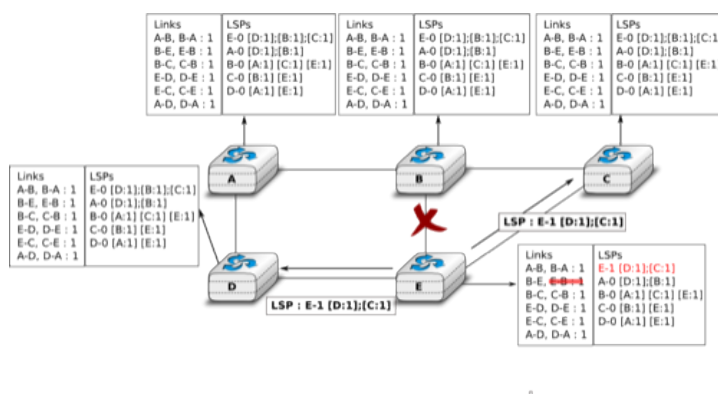 Links
A-B, B-A : 1
B-E, E-B : 1
B-C, C-B : 1
E-D, D-E : 1
E-C, C-E : 1
A-D, D-A : 1
LSPs
E-0 [D:1];[B:1];[C:1]
A-0 [D:1];[B:1]
B-0 [A:1] [C:1] [E:1]
C-0 [B:1] [E:1]
D-0 [A:1] [E:1]
Links
A-B, B-A : 1
B-E, E-B : 1
B-C, C-B : 1
E-D, D-E : 1
E-C, C-E : 1
A-D, D-A : 1
LSPs
E-0 [D:1];[B:1];[C:1]
A-0 [D:1];[B:1]
B-0 [A:1] [C:1] [E:1]
C-0 [B:1] [E:1]
D-0 [A:1] [E:1]
Links
A-B, B-A : 1
B-E, E-B : 1
B-C, C-B : 1
E-D, D-E : 1
E-C, C-E : 1
A-D, D-A : 1
LSPs
E-0 [D:1];[B:1];[C:1
A-0 [D:1];[B:1]
B-0 [A:1] [C:1] [E:1
C-0 [B:1] [E:1]
D-0 [A:1] [E:1]
A
B
C
Links
A-B, B-A : 1
B-E, E-B : 1
B-C, C-B : 1
E-D, D-E : 1
E-C, C-E : 1
A-D, D-A : 1
LSPs
E-0 [D:1];[B:1];[C:1]
A-0 [D:1];[B:1]
B-0 [A:1] [C:1] [E:1]
C-0 [B:1] [E:1]
D-0 [A:1] [E:1]
LSP : E-1 [D:1];[C:1]
D
E
LSP : E-1 [D:1];[C:1]
Links
A-B, B-A : 1
B-E, E-B : 1
B-C, C-B : 1
E-D, D-E : 1
E-C, C-E : 1
A-D, D-A : 1
LSPs
E-1 [D:1];[C:1]
A-0 [D:1];[B:1]
B-0 [A:1] [C:1] [E:1]
C-0 [B:1] [E:1]
D-0 [A:1] [E:1]